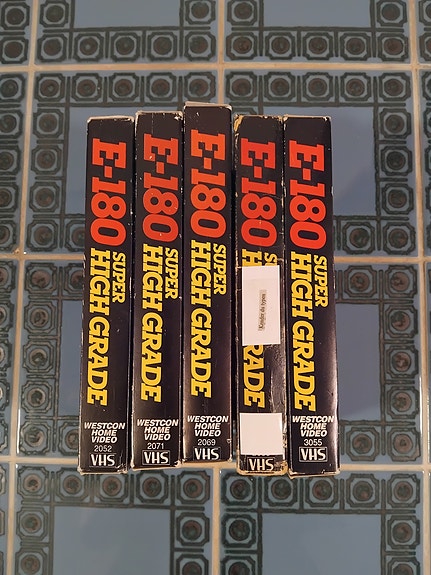 E-180
SUPER
HIGH GRADE
WESTCON
HOME
VIDEO
2052
VHS
E-180
SUPER
HIGH GRADE
WESTCON
HOME
VIDEO
2071
VHS
E-180
SUPER
HIGH GRADE
WESTCON
HOME
VIDEO
2069
VHS
E-180
VHS
E-180
SUPER
HIGH GRADE
WESTCON
HOME
VIDEO
3055
VHS